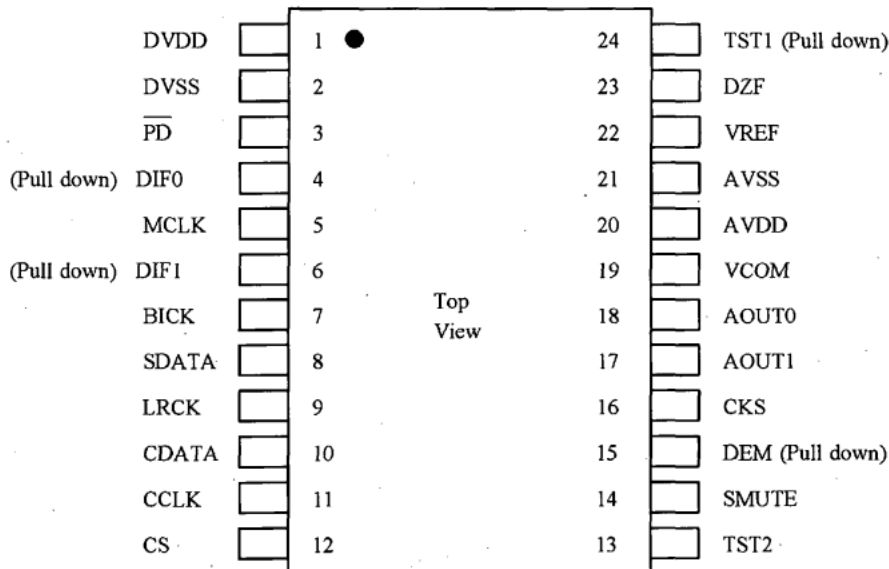 DVDD 1 24 TST1 (Pull down)
DVSS 2 23 DZF
PD 3 22 VREF
(Pull down) DIF0 4 21 AVSS
MCLK 5 20 AVDD
(Pull down) DIF1 6 19 VCOM
Top
BICK 7 18 AOUT0
View
SDATA 8 17 AOUT1
LRCK 9 16 CKS
CDATA 10 15 DEM (Pull down)
CCLK 11 14 SMUTE
CS 12 13 TST2